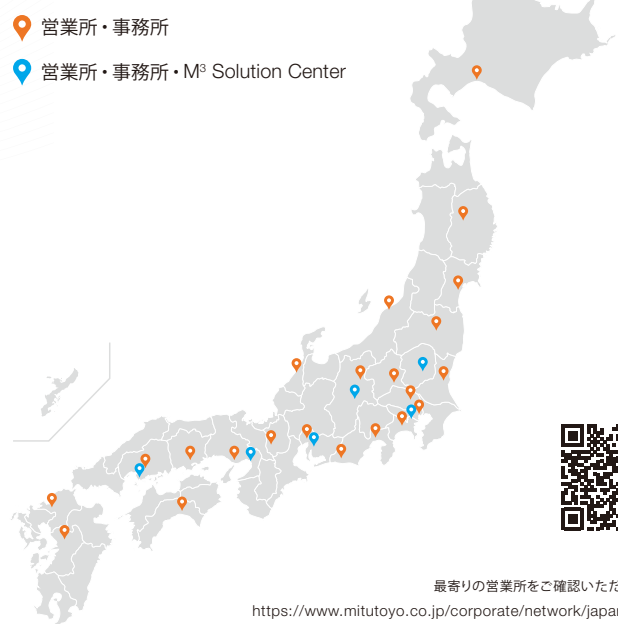 営業所・事務所
営業所・事務所・M³ Solution Center
最寄りの営業所をご確認いただ
https://www.mitutoyo.co.jp/corporate/network/japan